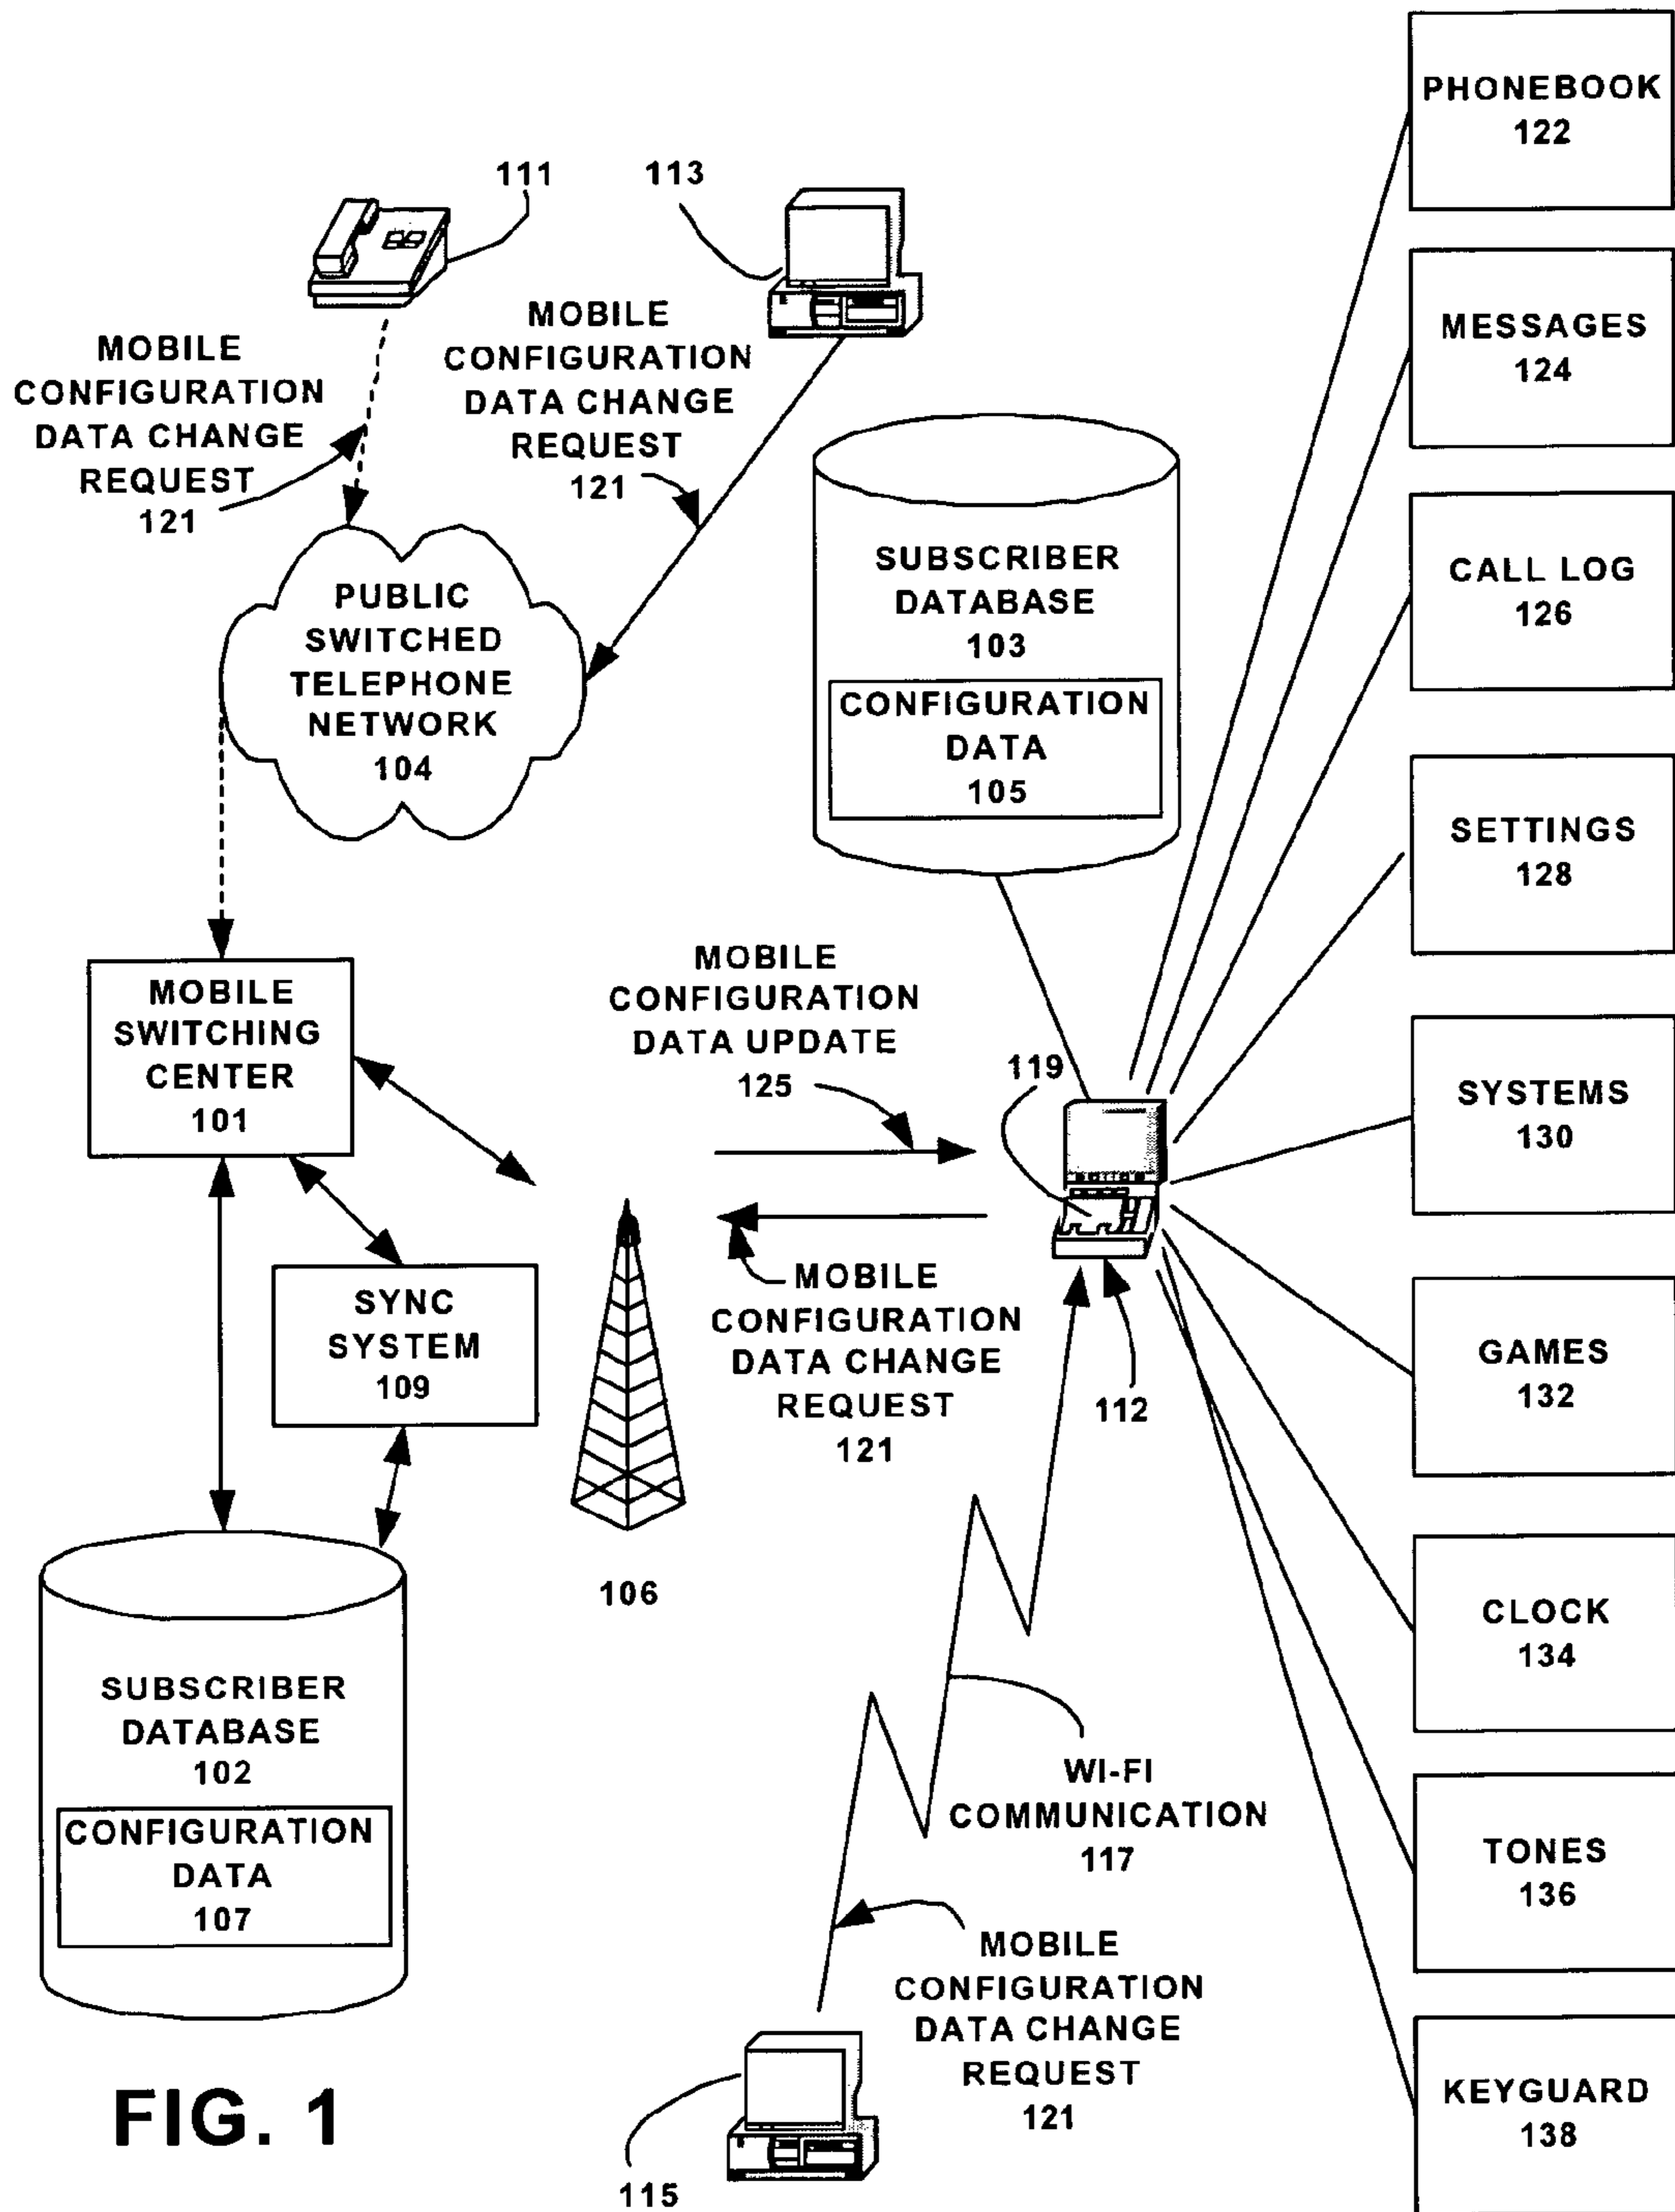 PHONEBOOK
122
MESSAGES
124
CALL LOG
126
SETTINGS
128
SYSTEMS
130
GAMES
132
CLOCK
134
TONES
136
KEYGUARD
138
111
113
MOBILE
CONFIGURATION
DATA CHANGE
REQUEST
121
MOBILE
CONFIGURATION
DATA CHANGE
REQUEST
121
PUBLIC
SWITCHED
TELEPHONE
NETWORK
104
SUBSCRIBER
DATABASE
103
CONFIGURATION
DATA
105
MOBILE
SWITCHING
CENTER
101
MOBILE
CONFIGURATION
DATA UPDATE
125
119
SYNC
SYSTEM
109
MOBILE
CONFIGURATION
DATA CHANGE
REQUEST
121
112
106
SUBSCRIBER
DATABASE
102
CONFIGURATION
DATA
107
WI-FI
COMMUNICATION
117
MOBILE
CONFIGURATION
DATA CHANGE
REQUEST
121
115
FIG. 1